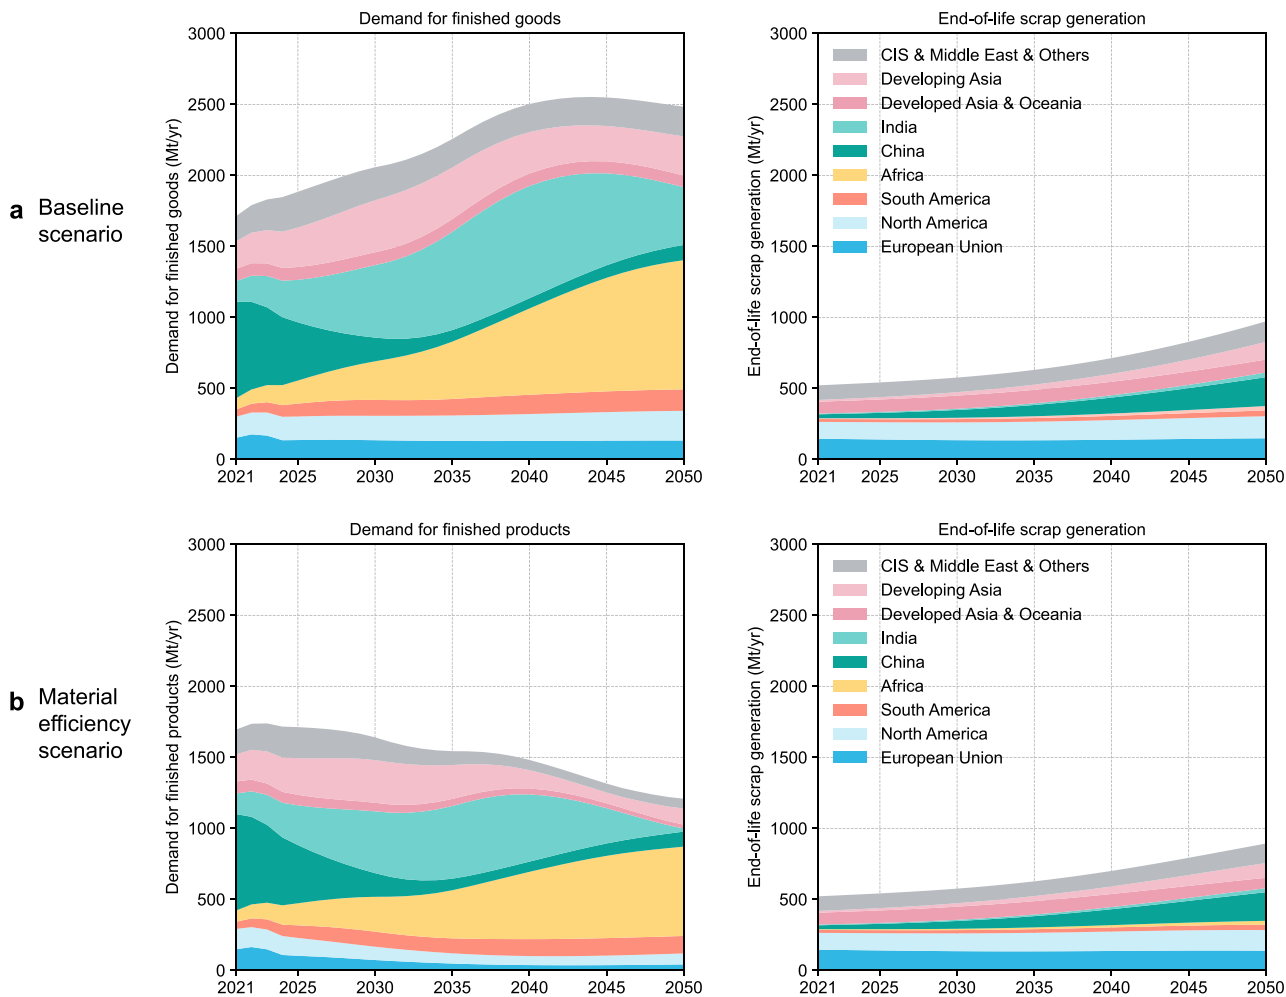 Demand for finished goods
End-of-life scrap generation
a Baseline
scenario
Demand for finished goods (Mt/yr)
3000
2500
2000
1500
1000
500
0
2021 2025 2030 2035 2040 2045 2050
End-of-life scrap generation (Mt/yr)
3000
2500
2000
1500
1000
500
0
CIS & Middle East & Others
Developing Asia
Developed Asia & Oceania
India
China
Africa
South America
North America
European Union
2021 2025 2030 2035 2040 2045 2050
Demand for finished products
End-of-life scrap generation
b Material
efficiency
scenario
Demand for finished products (Mt/yr)
3000
2500
2000
1500
1000
500
0
2021 2025 2030 2035 2040 2045 2050
End-of-life scrap generation (Mt/yr)
3000
2500
2000
1500
1000
500
0
CIS & Middle East & Others
Developing Asia
Developed Asia & Oceania
India
China
Africa
South America
North America
European Union
2021 2025 2030 2035 2040 2045 2050